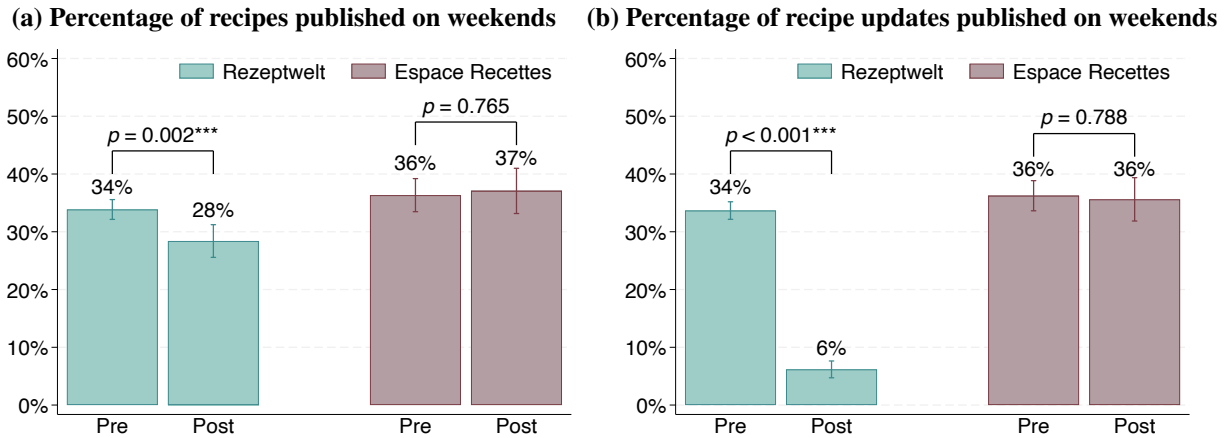 (a) Percentage of recipes published on weekends
60%
50%
40%
30%
20%
10%
0%
Rezeptwelt
Espace Recettes
p = 0.002***
34%
28%
p = 0.765
36%
37%
Pre
Post
Pre
Post
(b) Percentage of recipe updates published on weekends
60%
50%
40%
30%
20%
10%
0%
Rezeptwelt
Espace Recettes
p < 0.001***
34%
6%
p = 0.788
36%
36%
Pre
Post
Pre
Post